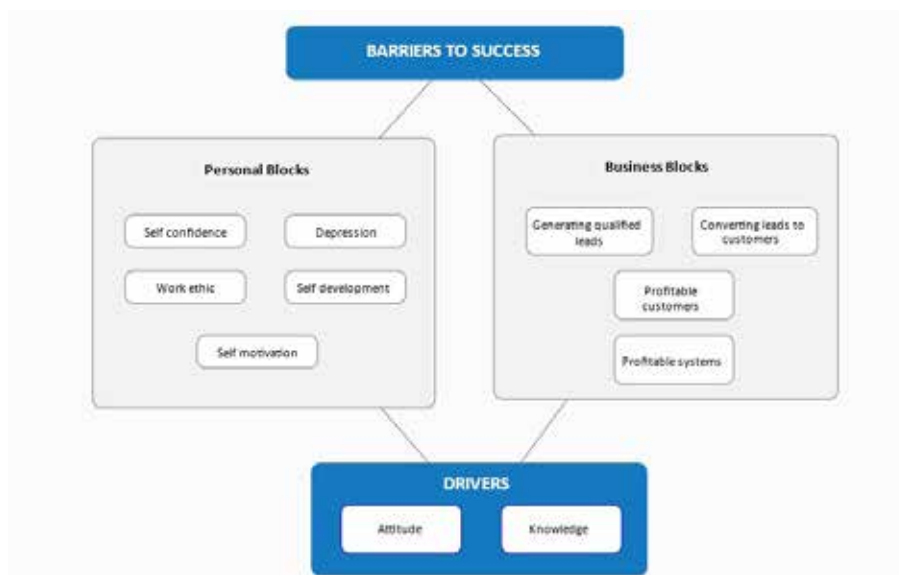 BARRIERS TO SUCCESS
Personal Blocks
Self confidence
Depression
Work ethic
Self development
Self motivation
Business Blocks
Generating qualified
leads
Converting leads to
customers
Profitable
customers
Profitable systems
DRIVERS
Attitude
Knowledge